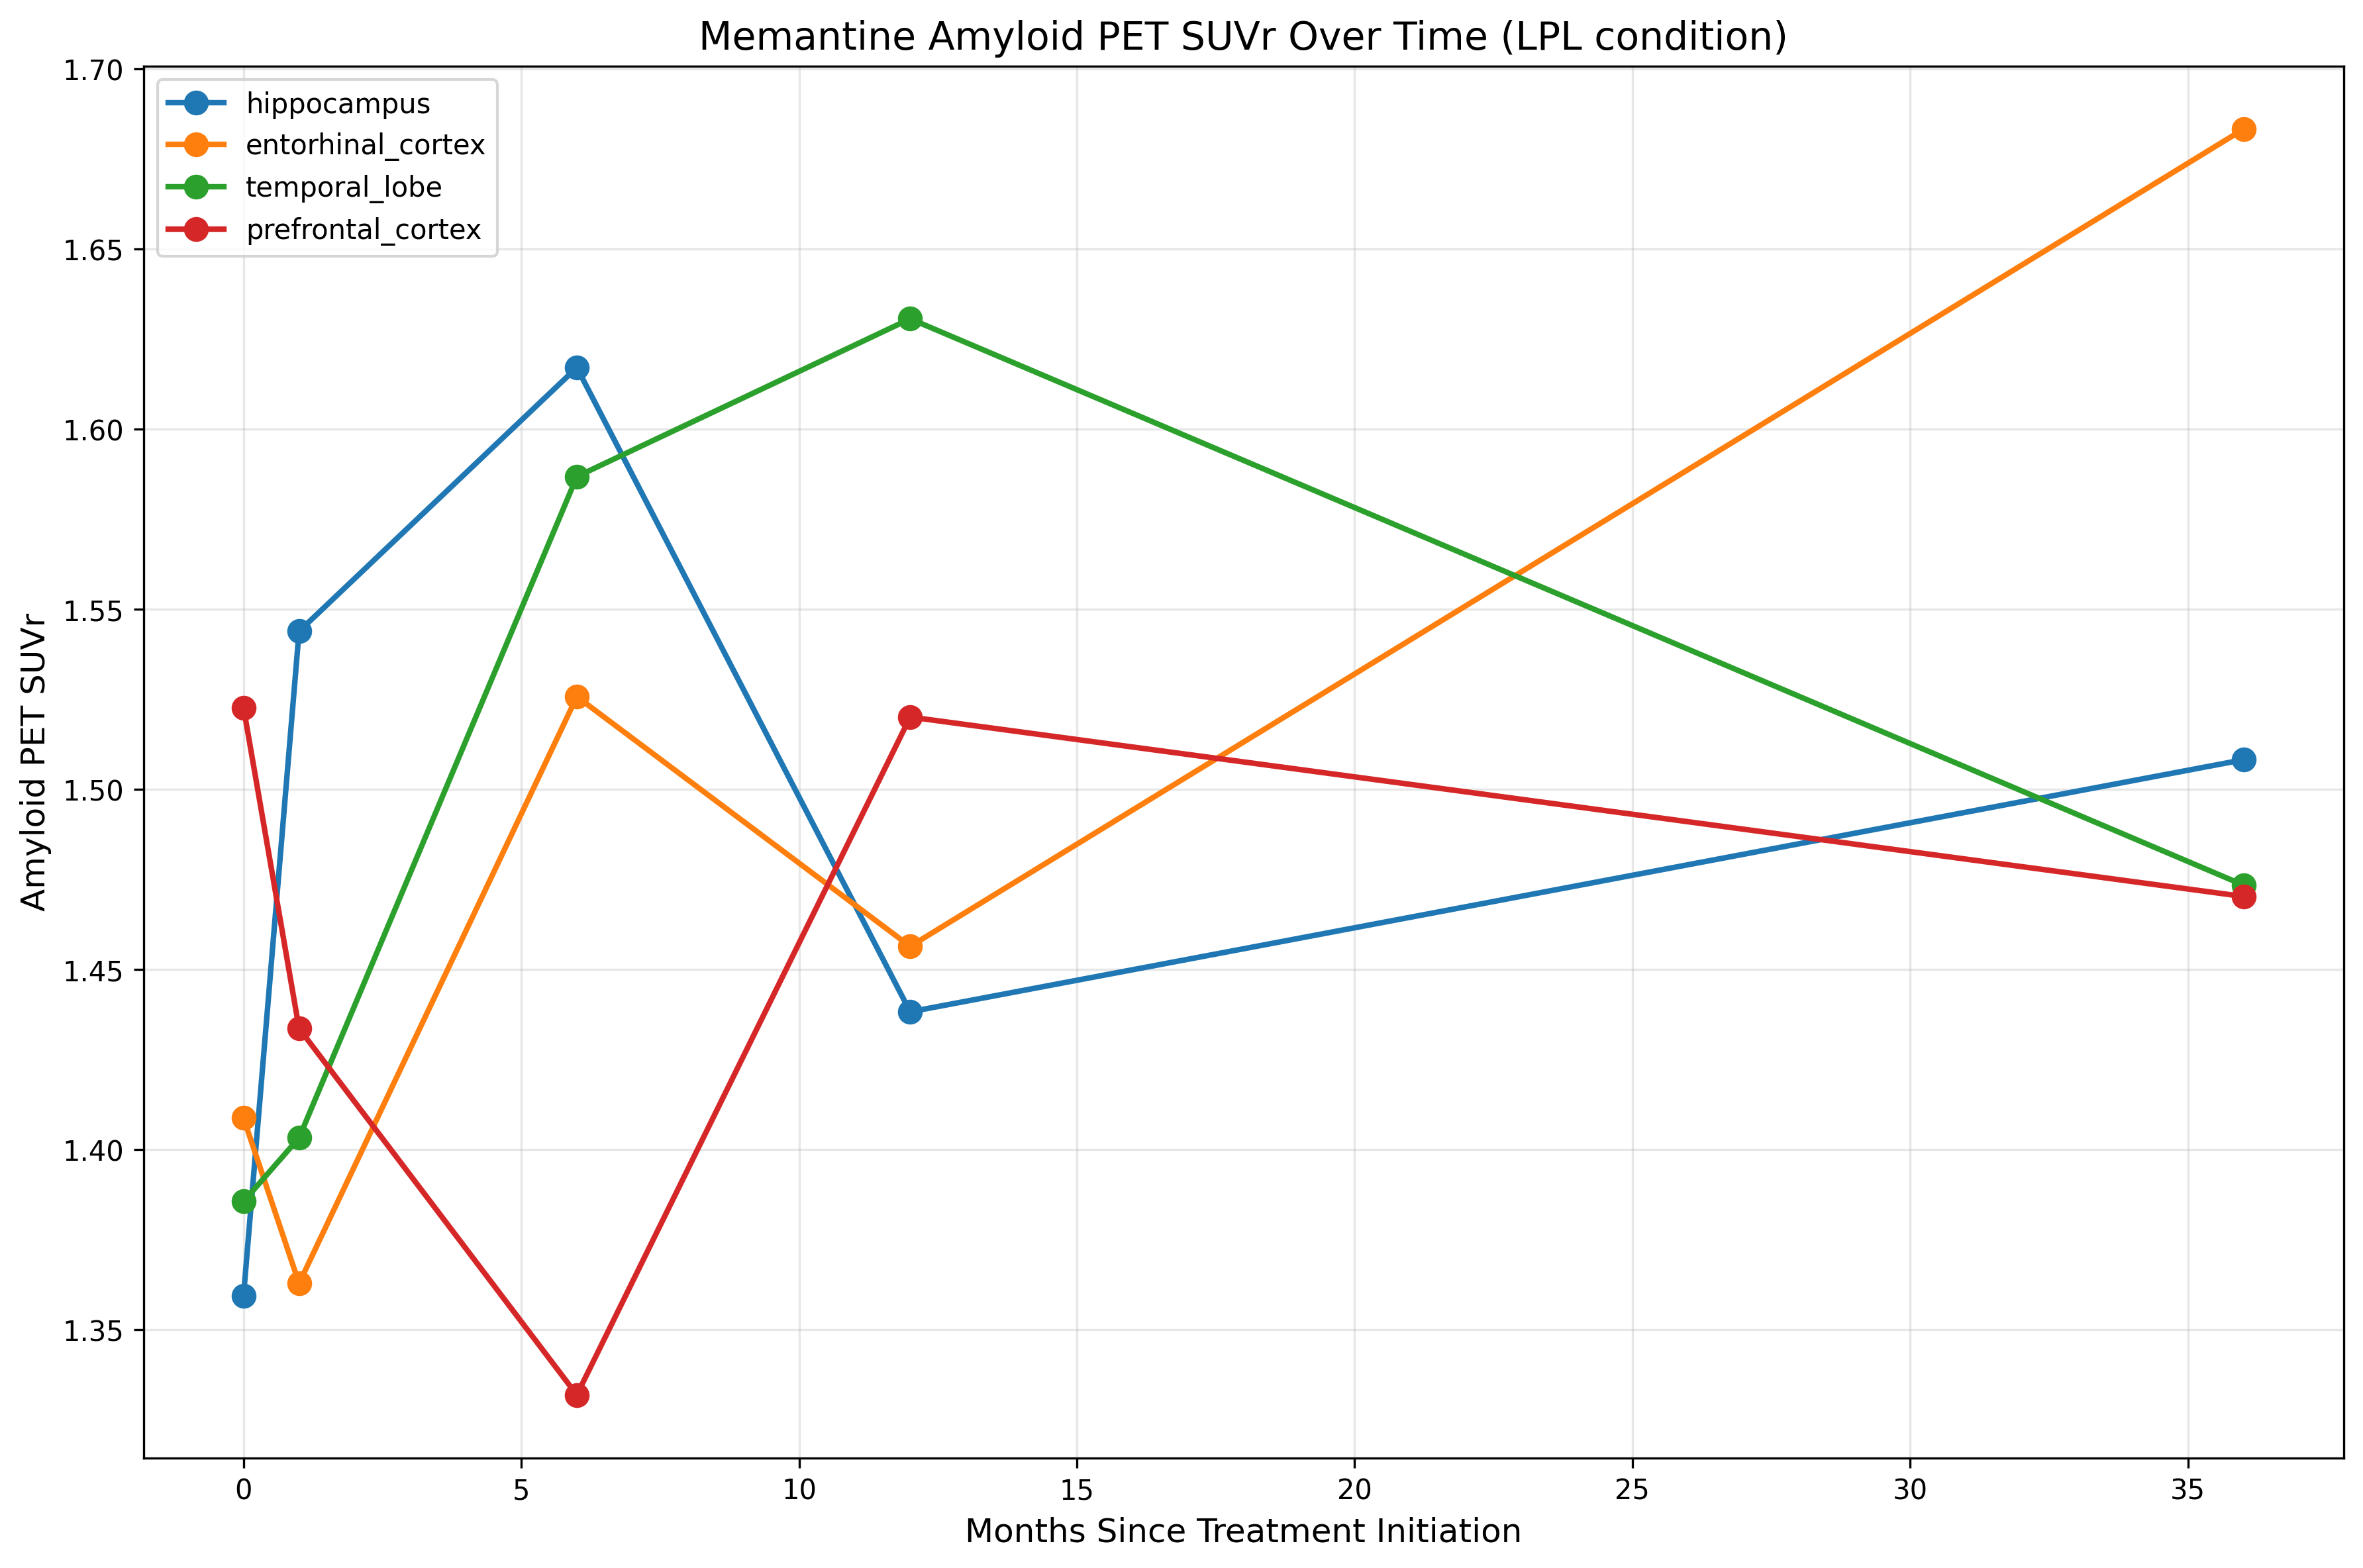 Memantine Amyloid PET SUVr Over Time (LPL condition)
hippocampus
entorhinal_cortex
temporal_lobe
prefrontal_cortex
Amyloid PET SUVr
1.70
1.65
1.60
1.55
1.50
1.45
1.40
1.35
0 5 10 15 20 25 30 35
Months Since Treatment Initiation